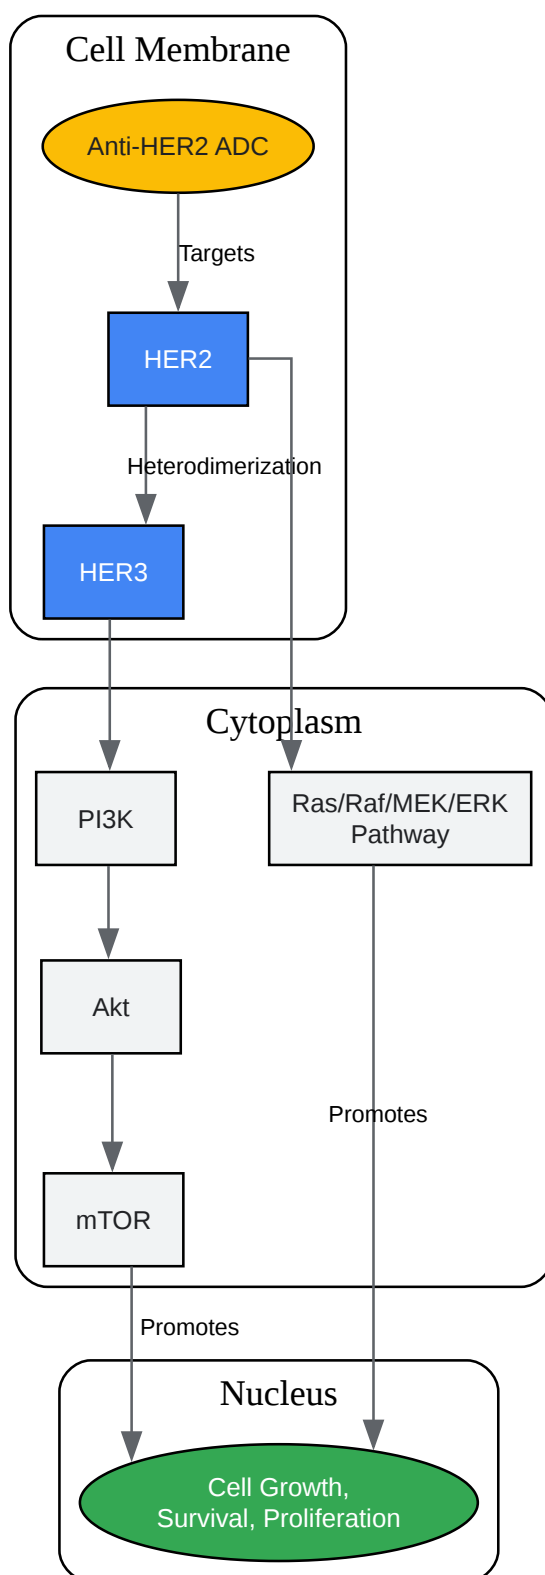 Cell Membrane
Anti-HER2 ADC
Targets
HER2
Heterodimerization
HER3
Cytoplasm
PI3K
Ras/Raf/MEK/ERK
Pathway
Akt
Promotes
mTOR
Promotes
Nucleus
Cell Growth,
Survival, Proliferation